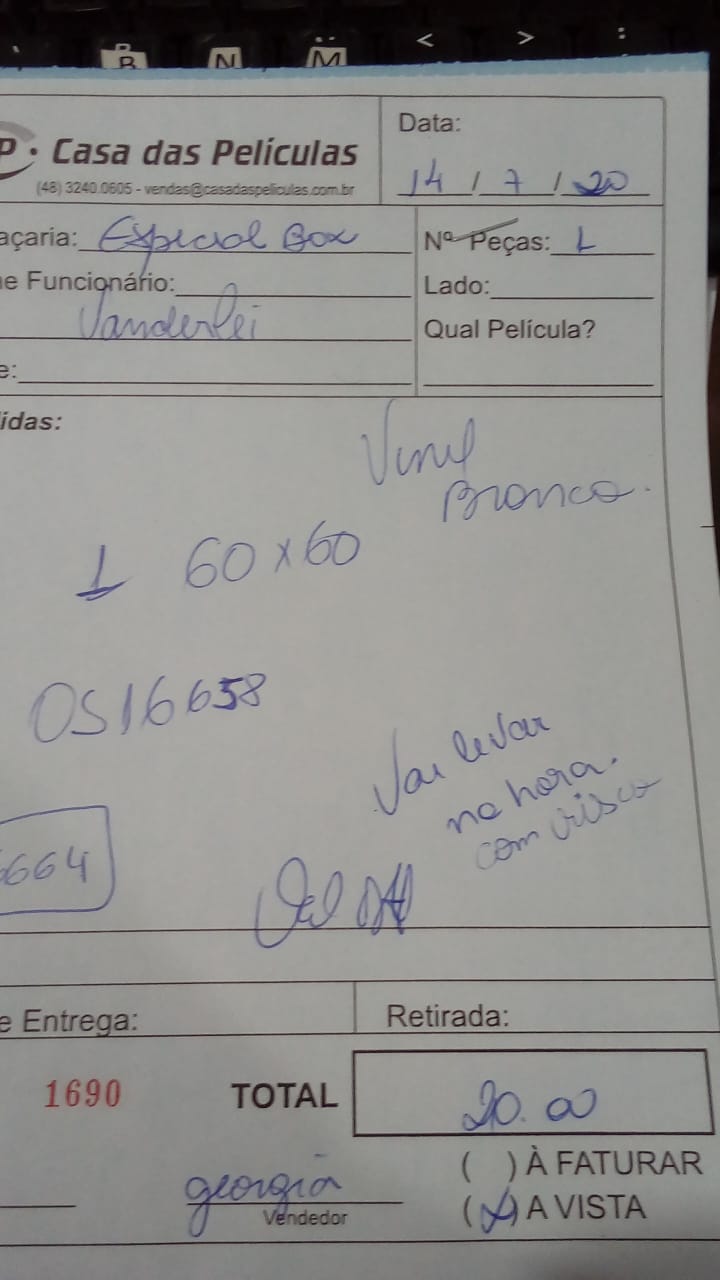 B N M < > :
P · Casa das Películas
(48) 3240.0605 - vendas@casadaspeliculas.com.br
Data:
14 / 7 / 20
açaria: Especial Box
Nº Peças: 1
e Funcionário:
Vanderlei
Lado:
Qual Película?
e:
idas:
Vinil
Branco.
1 60x60
OS16658
Vai levar
na hora.
com risco
664
e Entrega:
Retirada:
1690
TOTAL
20.00
georgia
Vendedor
( ) À FATURAR
(X) A VISTA